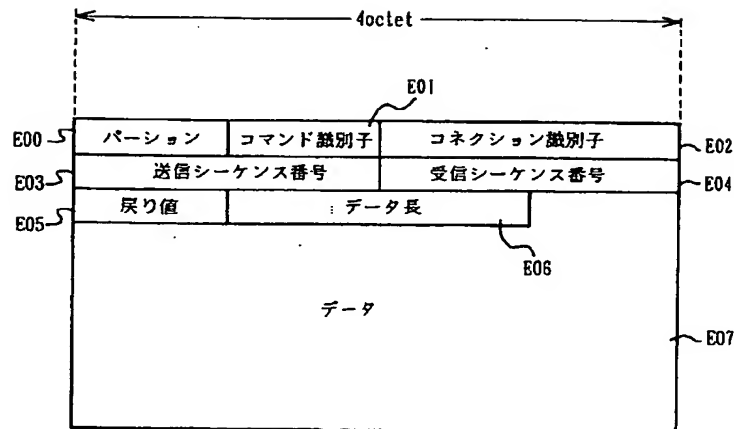 4octet
E01
E00 バーション コマンド識別子 コネクション識別子 E02
E03 送信シーケンス番号 受信シーケンス番号 E04
E05 戻り値 データ長
E06
データ
E07